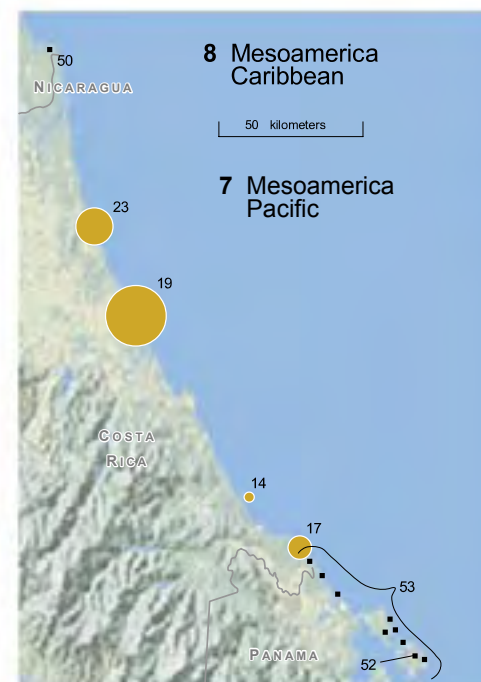 8 Mesoamerica
Caribbean
50
NICARAGUA
50 kilometers
7 Mesoamerica
Pacific
23
19
COSTA
RICA
14
17
53
PANAMA
52